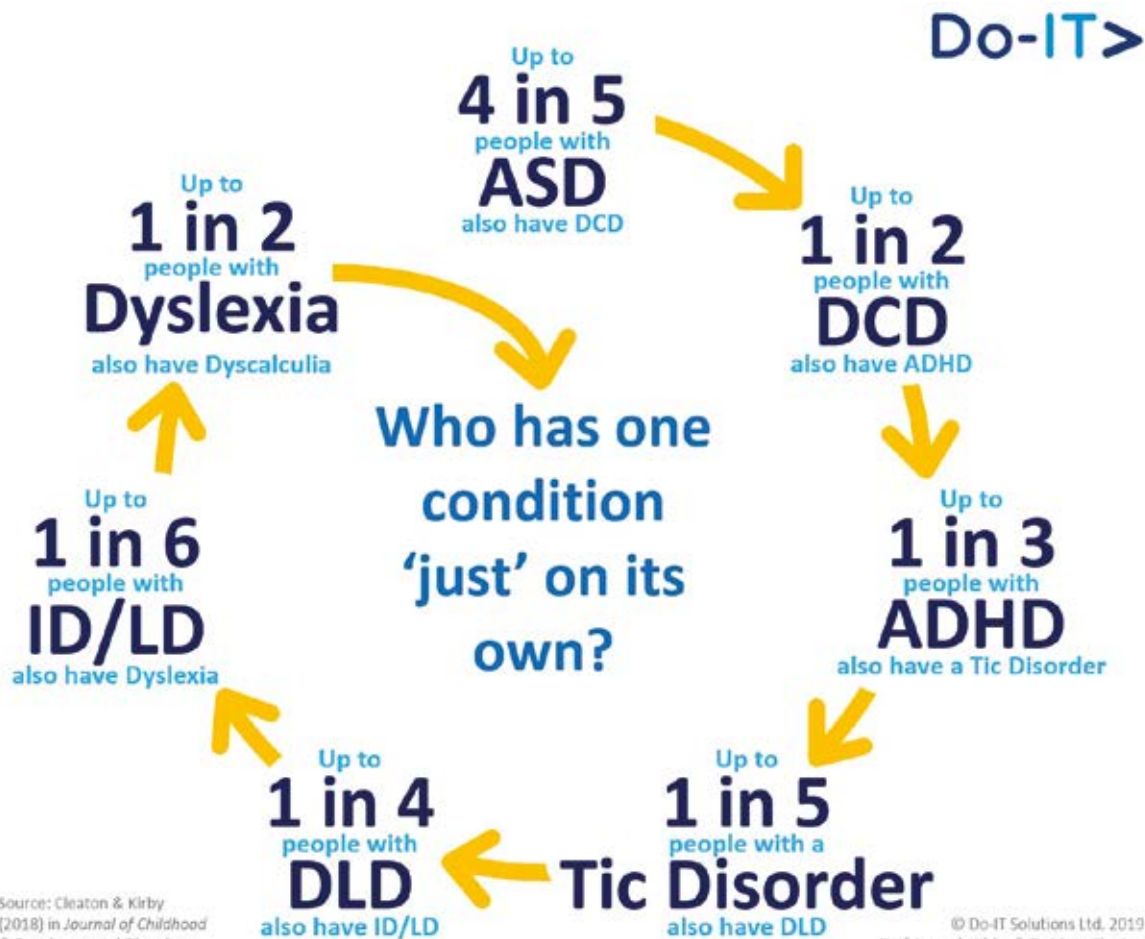 Do-IT>
Up to
4 in 5
people with
ASD
also have DCD
Up to
1 in 2
people with
DCD
also have ADHD
Up to
1 in 3
people with
ADHD
also have a Tic Disorder
Up to
1 in 5
people with a
Tic Disorder
also have DLD
Up to
1 in 4
people with
DLD
also have ID/LD
Up to
1 in 6
people with
ID/LD
also have Dyslexia
Up to
1 in 2
people with
Dyslexia
also have Dyscalculia
Who has one
condition
‘just’ on its
own?
Source: Cleaton & Kirby
(2018) in Journal of Childhood
© Do-IT Solutions Ltd. 2019